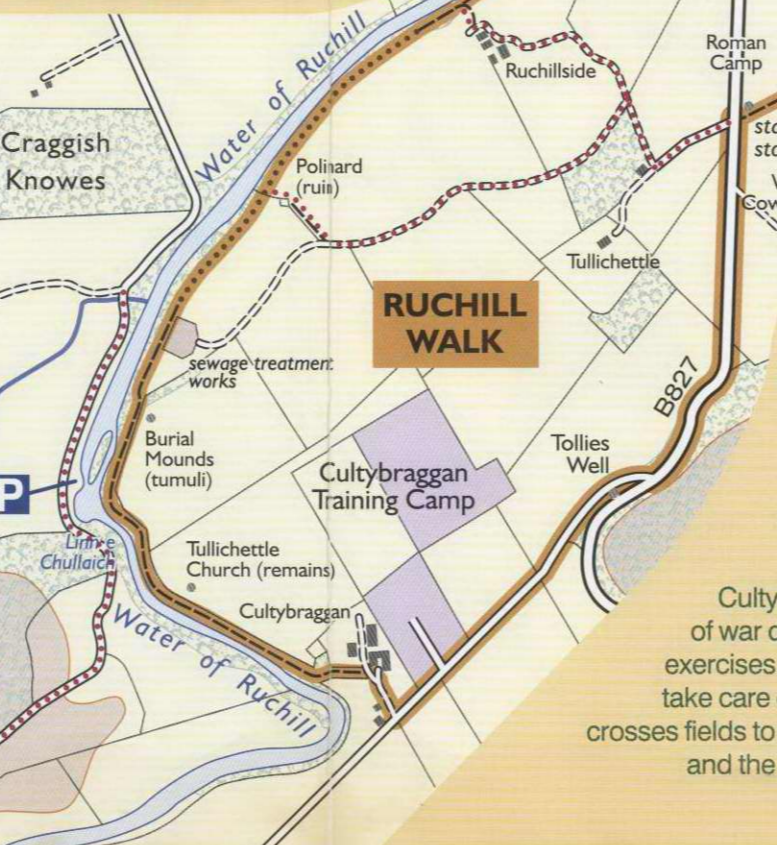 Water of Ruchill
Ruchillside
Roman
Camp
Craggish
Knowes
Polinard
(ruin)
Tullichettle
RUCHILL
WALK
sewage treatment
works
B827
Burial
Mounds
(tumuli)
Tollies
Well
Cultybraggan
Training Camp
P
Linn e
Chullaich
Tullichettle
Church (remains)
Cultybraggan
Water of Ruchill
of war
exercises
take care
crosses fields to
and the